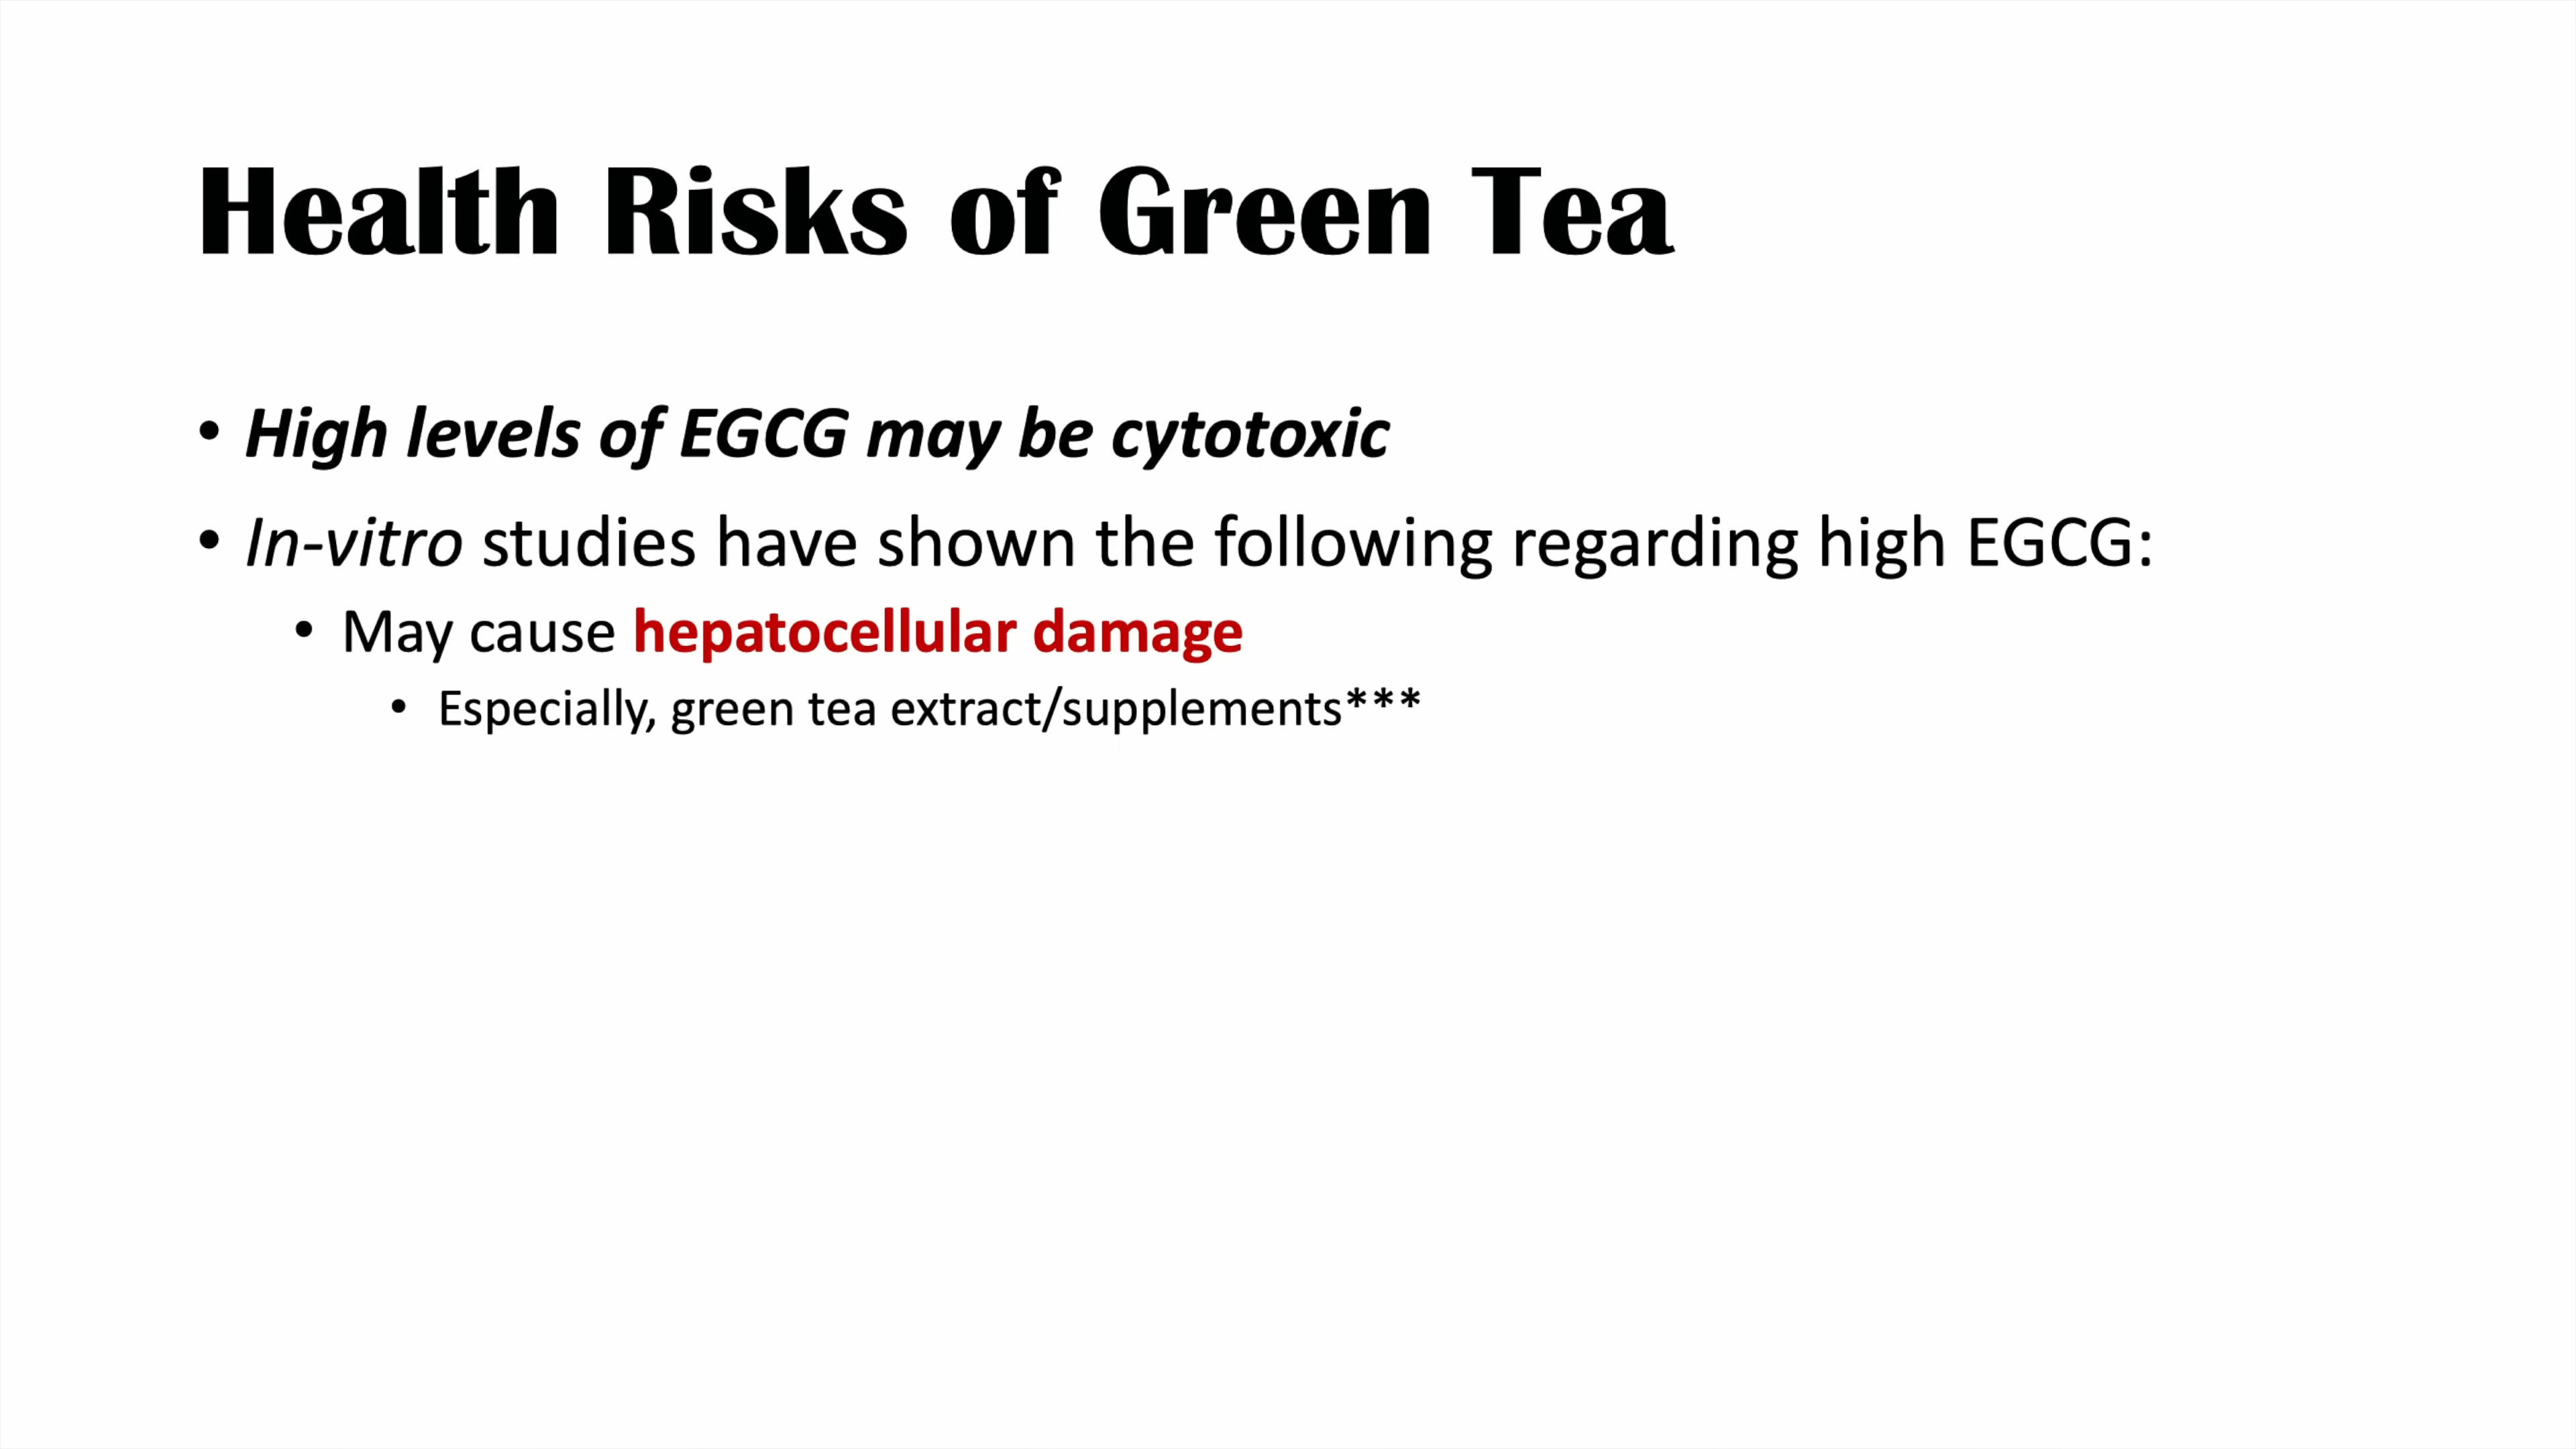 Health Risks of Green Tea
• High levels of EGCG may be cytotoxic
• In-vitro studies have shown the following regarding high EGCG:
• May cause hepatocellular damage
• Especially, green tea extract/supplements***